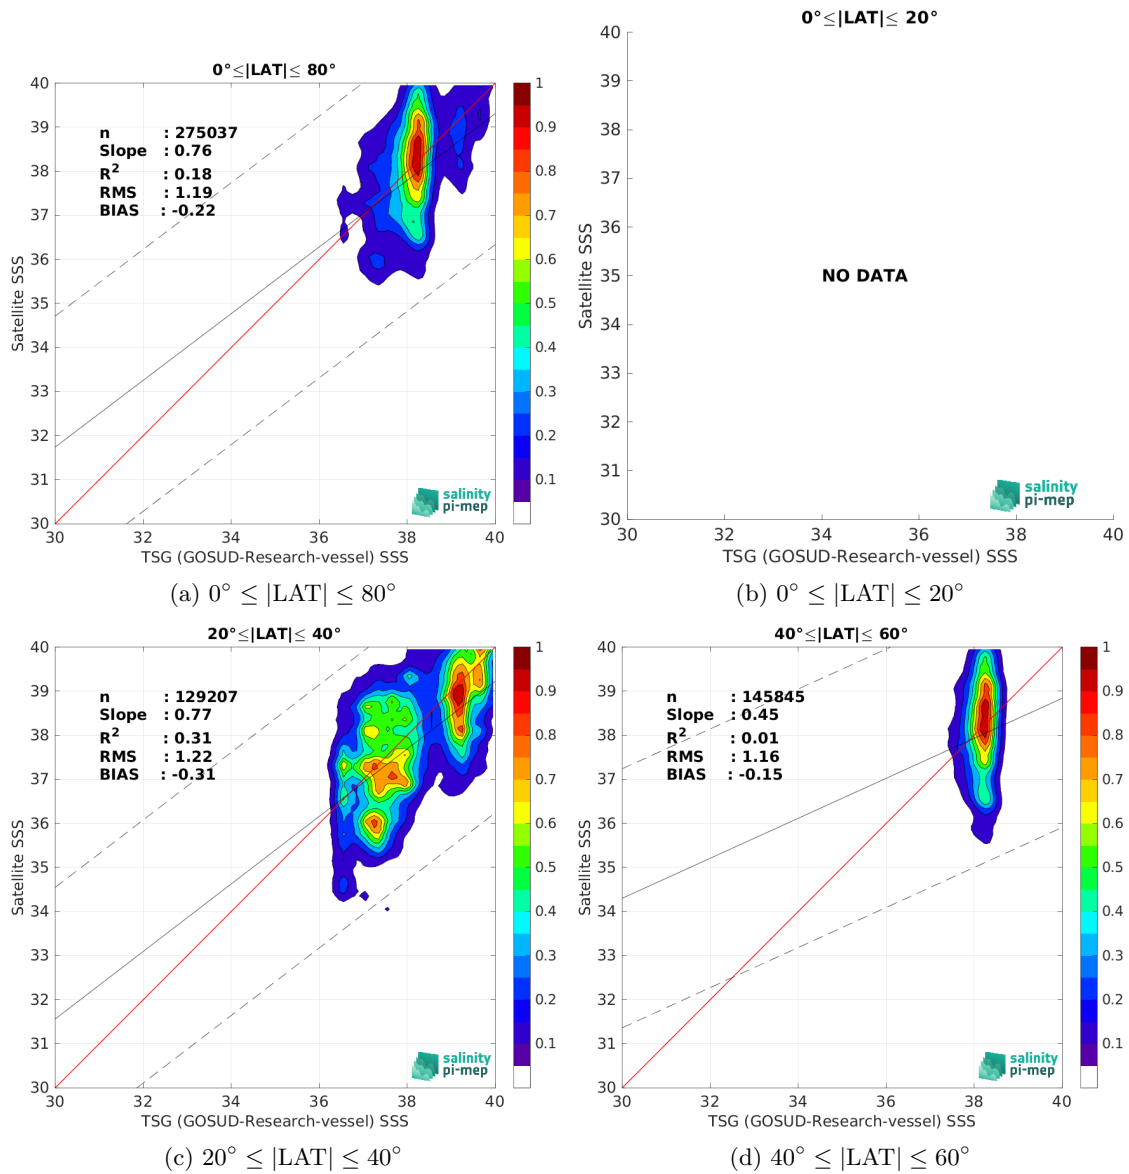 0°≤|LAT|≤ 80°
40
39
38
37
36
35
34
33
32
31
30
Satellite SSS
n : 275037
Slope : 0.76
R² : 0.18
RMS : 1.19
BIAS : -0.22
salinity
pi-mep
30 32 34 36 38 40
TSG (GOSUD-Research-vessel) SSS
1
0.9
0.8
0.7
0.6
0.5
0.4
0.3
0.2
0.1
(a) 0° ≤ |LAT| ≤ 80°
0°≤|LAT|≤ 20°
40
39
38
37
36
35
34
33
32
31
30
Satellite SSS
NO DATA
salinity
pi-mep
30 32 34 36 38 40
TSG (GOSUD-Research-vessel) SSS
(b) 0° ≤ |LAT| ≤ 20°
20°≤|LAT|≤ 40°
40
39
38
37
36
35
34
33
32
31
30
Satellite SSS
n : 129207
Slope : 0.77
R² : 0.31
RMS : 1.22
BIAS : -0.31
salinity
pi-mep
30 32 34 36 38 40
TSG (GOSUD-Research-vessel) SSS
1
0.9
0.8
0.7
0.6
0.5
0.4
0.3
0.2
0.1
(c) 20° ≤ |LAT| ≤ 40°
40°≤|LAT|≤ 60°
40
39
38
37
36
35
34
33
32
31
30
Satellite SSS
n : 145845
Slope : 0.45
R² : 0.01
RMS : 1.16
BIAS : -0.15
salinity
pi-mep
30 32 34 36 38 40
TSG (GOSUD-Research-vessel) SSS
1
0.9
0.8
0.7
0.6
0.5
0.4
0.3
0.2
0.1
(d) 40° ≤ |LAT| ≤ 60°